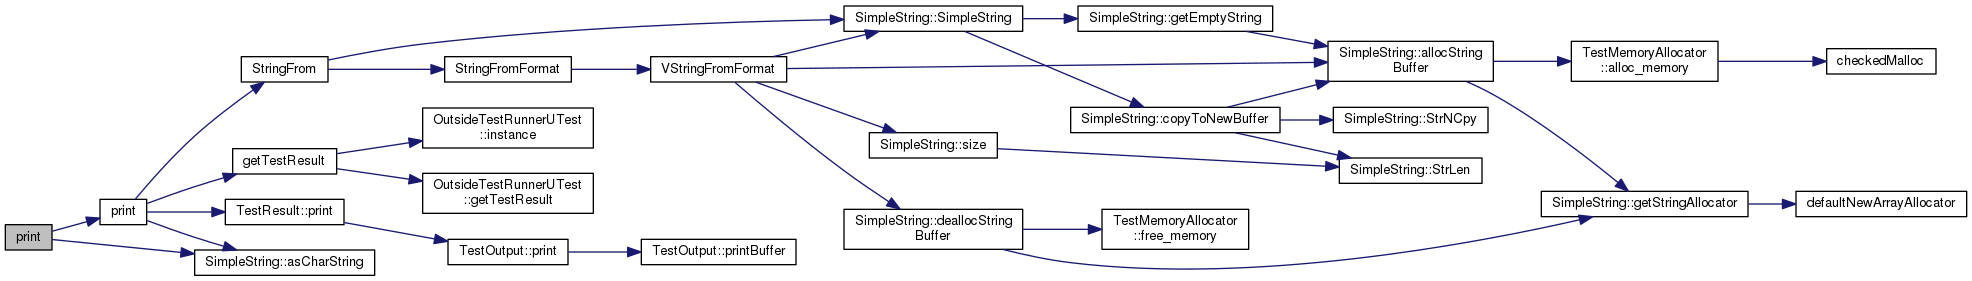 print
print
StringFrom
getTestResult
TestResult::print
SimpleString::asCharString
StringFromFormat
OutsideTestRunnerUTest
::instance
OutsideTestRunnerUTest
::getTestResult
TestOutput::print
VStringFromFormat
TestOutput::printBuffer
SimpleString::SimpleString
SimpleString::size
SimpleString::deallocString
Buffer
SimpleString::getEmptyString
SimpleString::copyToNewBuffer
TestMemoryAllocator
::free_memory
SimpleString::allocString
Buffer
SimpleString::StrNCpy
SimpleString::StrLen
TestMemoryAllocator
::alloc_memory
SimpleString::getStringAllocator
checkedMalloc
defaultNewArrayAllocator